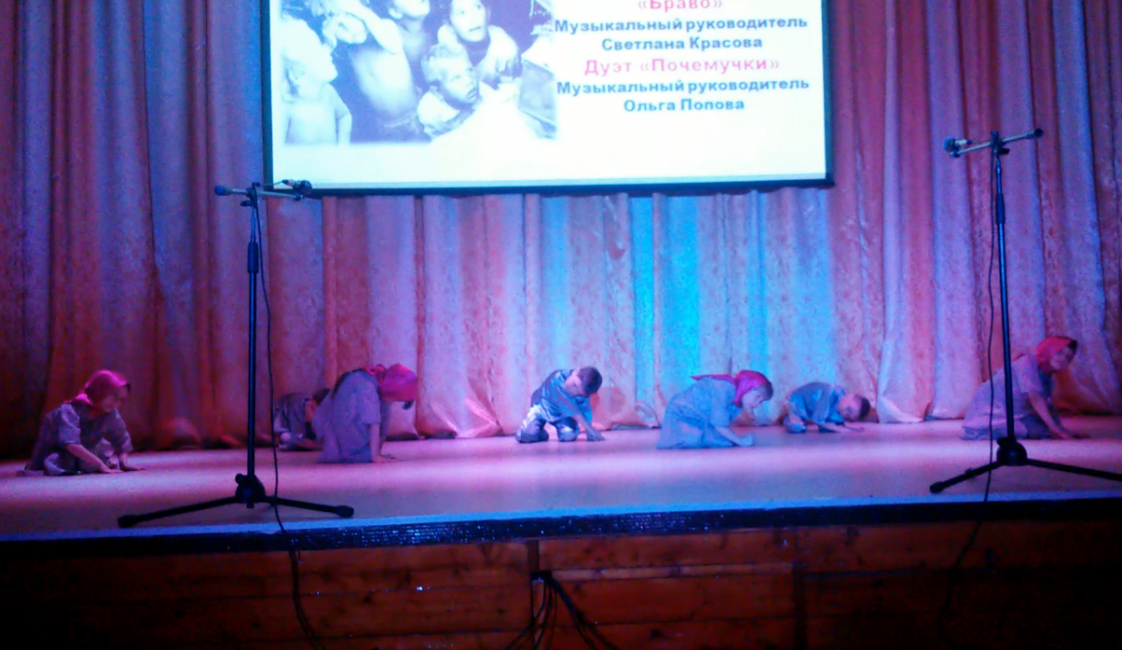 «Браво»
Музыкальный руководитель
Светлана Красова
Дуэт «Почемучки»
Музыкальный руководитель
Ольга Попова